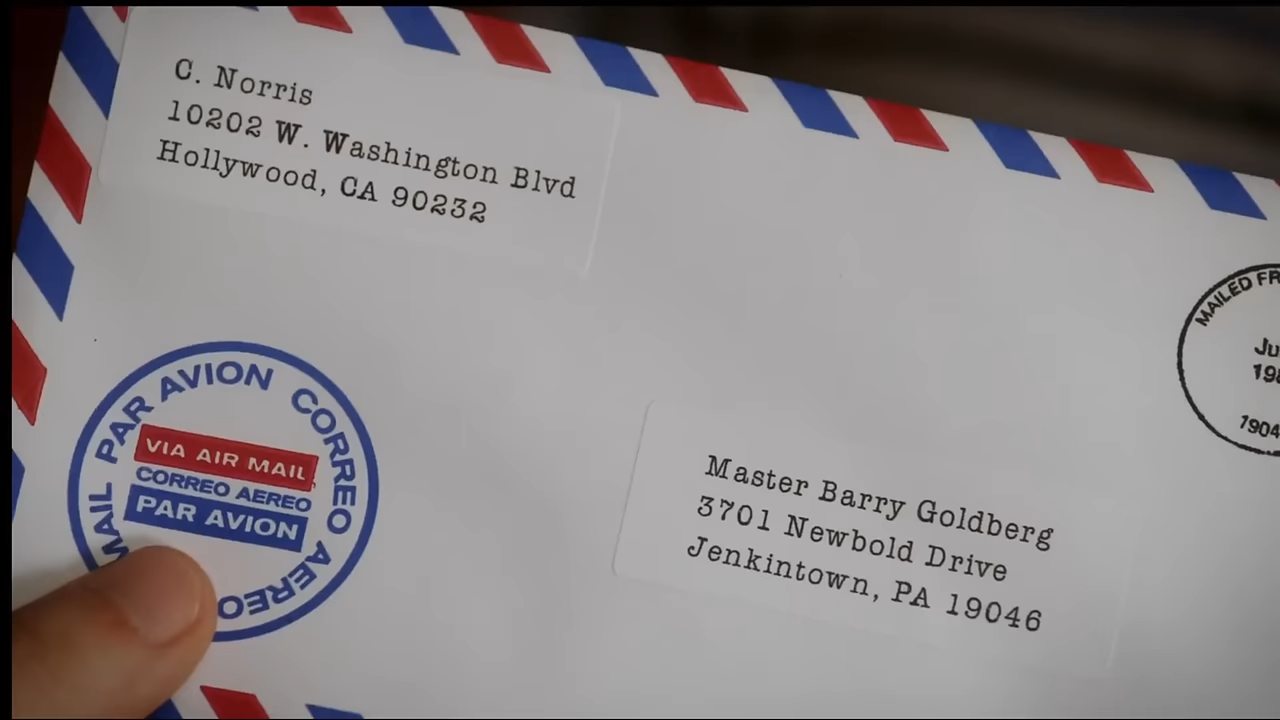 C. Norris
10202 W. Washington Blvd
Hollywood, CA 90232
MAILED
Master Barry Goldberg
3701 Newbold Drive
Jenkintown, PA 19046
PAR AVION CORREO AEREO
VIA AIR MAIL
CORREO AEREO
PAR AVION